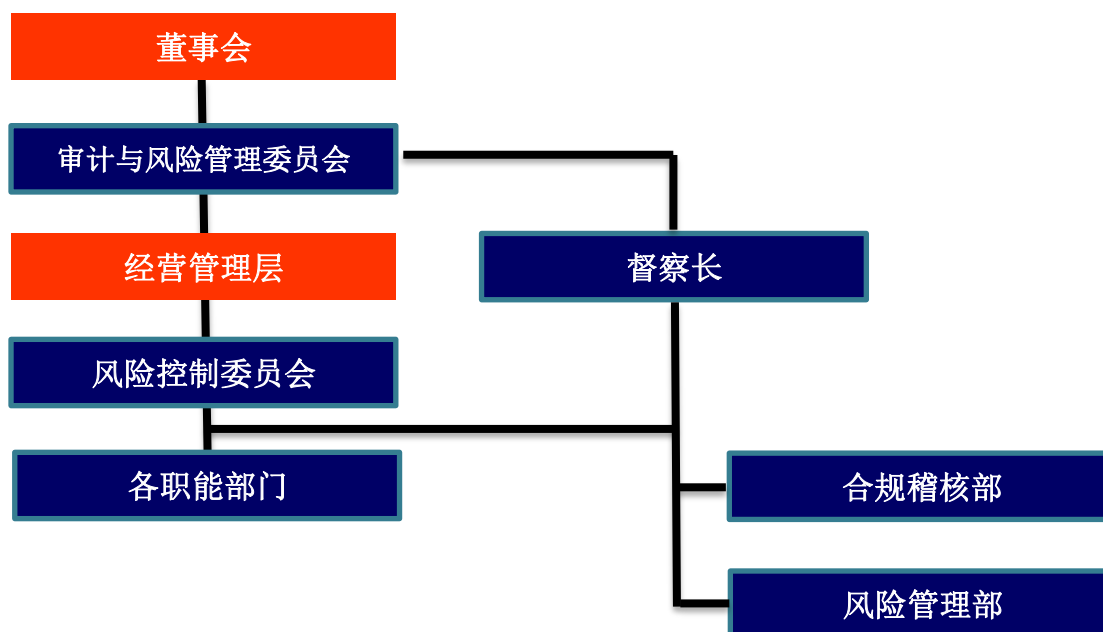 董事会
审计与风险管理委员会
经营管理层
督察长
风险控制委员会
各职能部门
合规稽核部
风险管理部